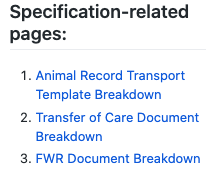 Specification-related
pages:
1. Animal Record Transport
Template Breakdown
2. Transfer of Care Document
Breakdown
3. FWR Document Breakdown